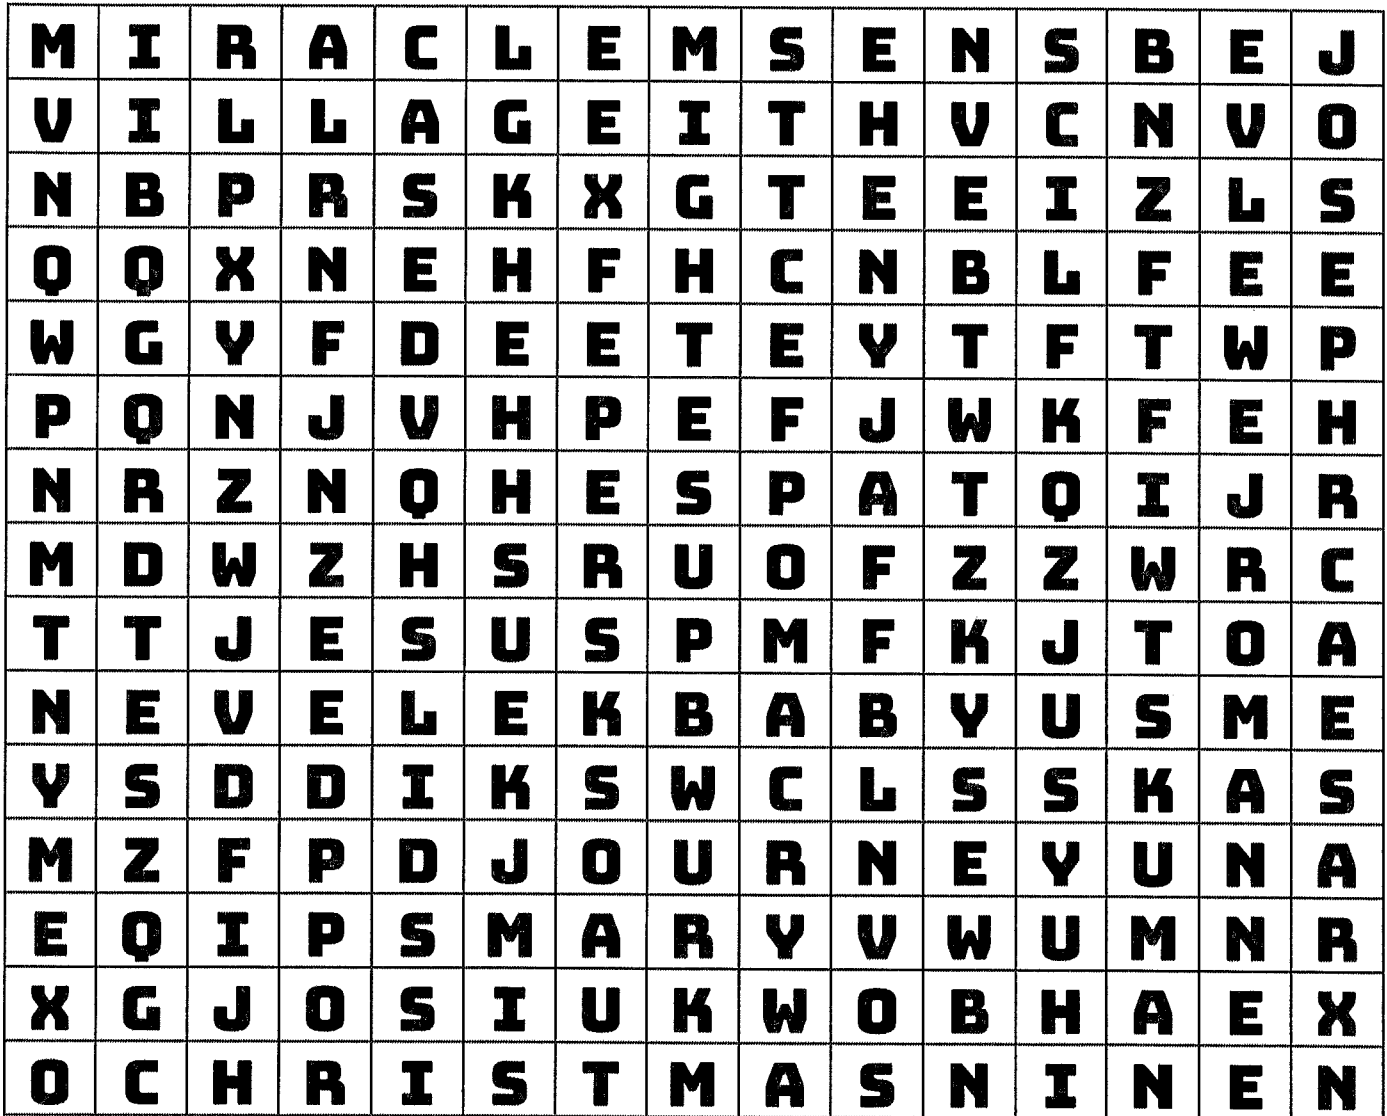 M I R A C L E M S E N S B E J
V I L L A G E I T H V C N V O
N B P R S K X G T E E I Z L S
Q Q X N E H F H C N B L F E E
W G Y F D E E T E Y T F T W P
P Q N J V H P E F J W K F E H
N R Z N Q H E S P A T Q I J R
M D W Z H S R U O F Z Z W R C
T T J E S U S P M F K J T O A
N E V E L E K B A B Y U S M E
Y S D D I K S W C L S S K A S
M Z F P D J O U R N E Y U N A
E Q I P S M A R Y V W U M N R
X G J O S I U K W O B H A E X
O C H R I S T M A S N I N E N